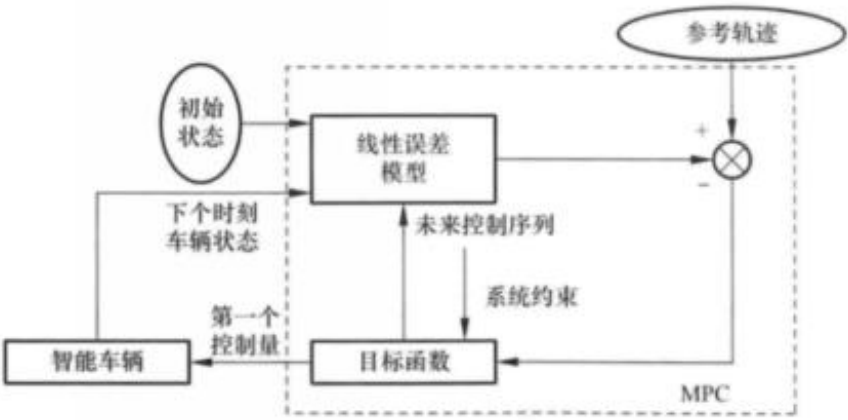 参考轨迹
初始
状态
线性误差
模型
+
−
下个时刻
车辆状态
未来控制序列
系统约束
第一个
控制量
智能车辆
目标函数
MPC